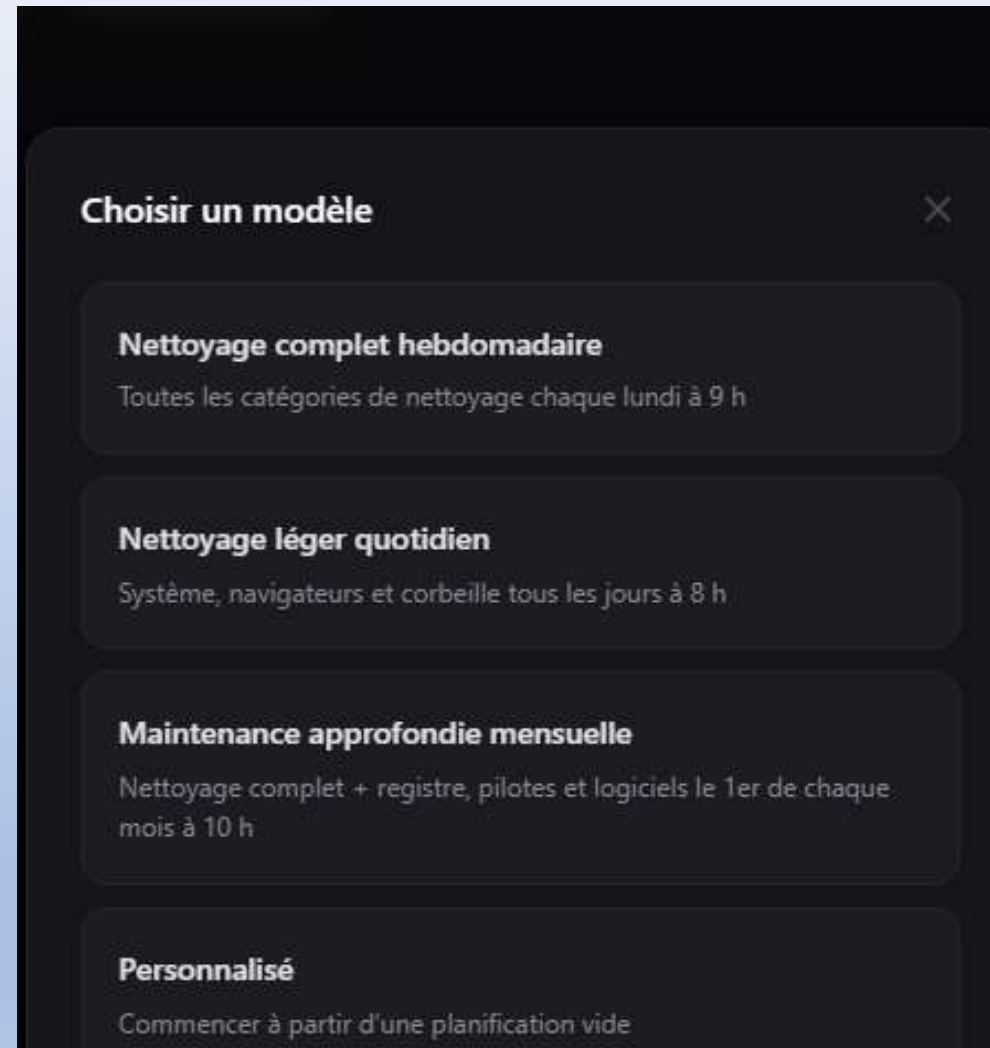 Choisir un modèle
Nettoyage complet hebdomadaire
Toutes les catégories de nettoyage chaque lundi à 9 h
Nettoyage léger quotidien
Système, navigateurs et corbeille tous les jours à 8 h
Maintenance approfondie mensuelle
Nettoyage complet + registre, pilotes et logiciels le 1er de chaque
mois à 10 h
Personnalisé
Commencer à partir d'une planification vide